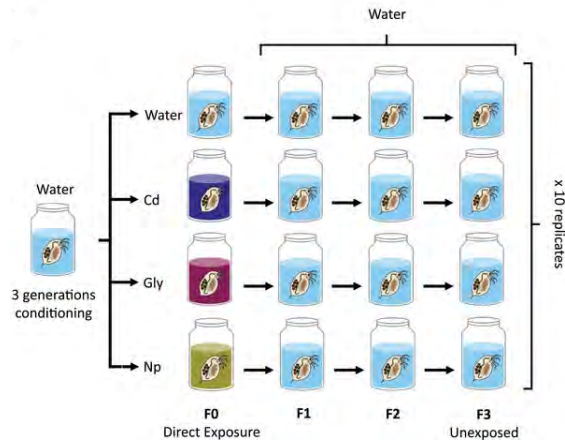 Water
Water
Cd
Gly
Np
Water
3 generations
conditioning
x 10 replicates
F0
F1
F2
F3
Direct Exposure
Unexposed